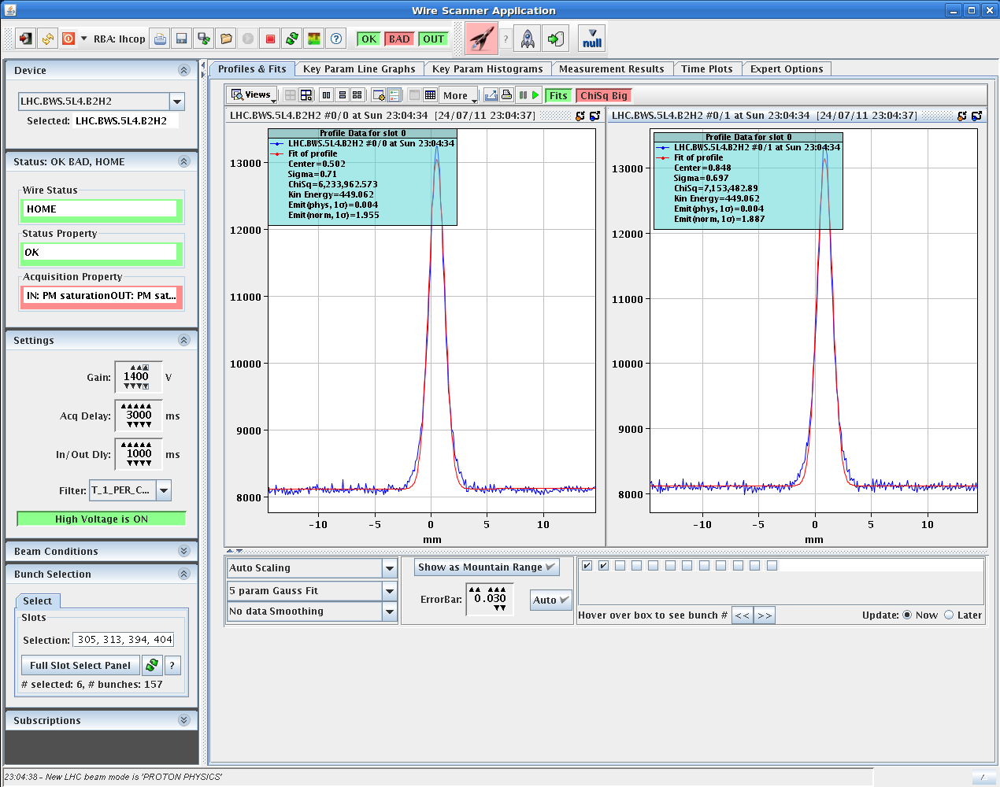 Wire Scanner Application
RBA: lhcop
OK BAD OUT
?
null
Device
LHC.BWS.5L4.B2H2
Selected: LHC.BWS.5L4.B2H2
Status: OK BAD, HOME
Wire Status
HOME
Status Property
OK
Acquisition Property
IN: PM saturationOUT: PM sat...
Settings
Gain: 1400 V
Acq Delay: 3000 ms
In/Out Dly: 1000 ms
Filter: T_1_PER_C...
High Voltage is ON
Beam Conditions
Bunch Selection
Select
Slots
Selection: 305, 313, 394, 404
Full Slot Select Panel ?
# selected: 6, # bunches: 157
Subscriptions
Profiles & Fits Key Param Line Graphs Key Param Histograms Measurement Results Time Plots Expert Options
Views More Fits ChiSq Big
LHC.BWS.5L4.B2H2 #0/0 at Sun 23:04:34 [24/07/11 23:04:37]
Profile Data for slot 0
LHC.BWS.5L4.B2H2 #0/0 at Sun 23:04:34
Fit of profile
Center=0.502
Sigma=0.71
ChiSq=6,233,962.573
Kin Energy=449.062
Emit(phys, 1σ)=0.004
Emit(norm, 1σ)=1.955
13000
12000
11000
10000
9000
8000
-10 -5 0 5 10
mm
LHC.BWS.5L4.B2H2 #0/1 at Sun 23:04:34 [24/07/11 23:04:37]
Profile Data for slot 0
LHC.BWS.5L4.B2H2 #0/1 at Sun 23:04:34
Fit of profile
Center=0.848
Sigma=0.697
ChiSq=7,153,482.89
Kin Energy=449.062
Emit(phys, 1σ)=0.004
Emit(norm, 1σ)=1.887
13000
12000
11000
10000
9000
8000
-10 -5 0 5 10
mm
Auto Scaling
5 param Gauss Fit
No data Smoothing
Show as Mountain Range
ErrorBar: 0.030 Auto
Hover over box to see bunch # << >> Update: Now Later
23:04:38 - New LHC beam mode is 'PROTON PHYSICS'